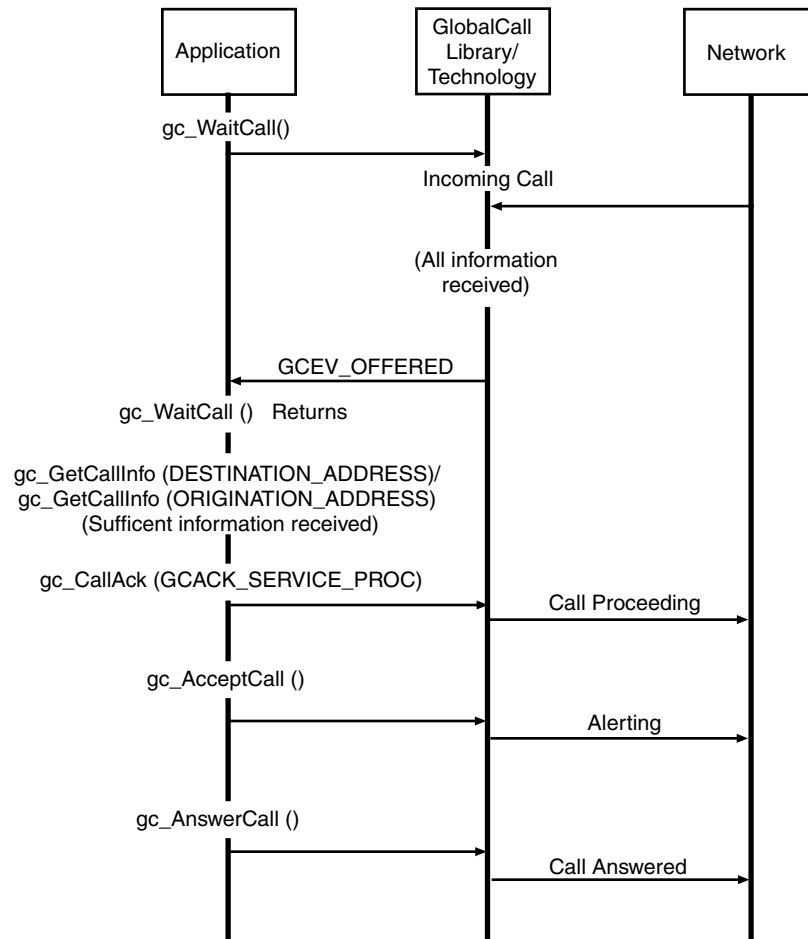 Application
GlobalCall
Library/
Technology
Network
gc_WaitCall()
Incoming Call
(All information
received)
GCEV_OFFERED
gc_WaitCall () Returns
gc_GetCallInfo (DESTINATION_ADDRESS)/
gc_GetCallInfo (ORIGINATION_ADDRESS)
(Sufficent information received)
gc_CallAck (GCACK_SERVICE_PROC)
Call Proceeding
gc_AcceptCall ()
Alerting
gc_AnswerCall ()
Call Answered